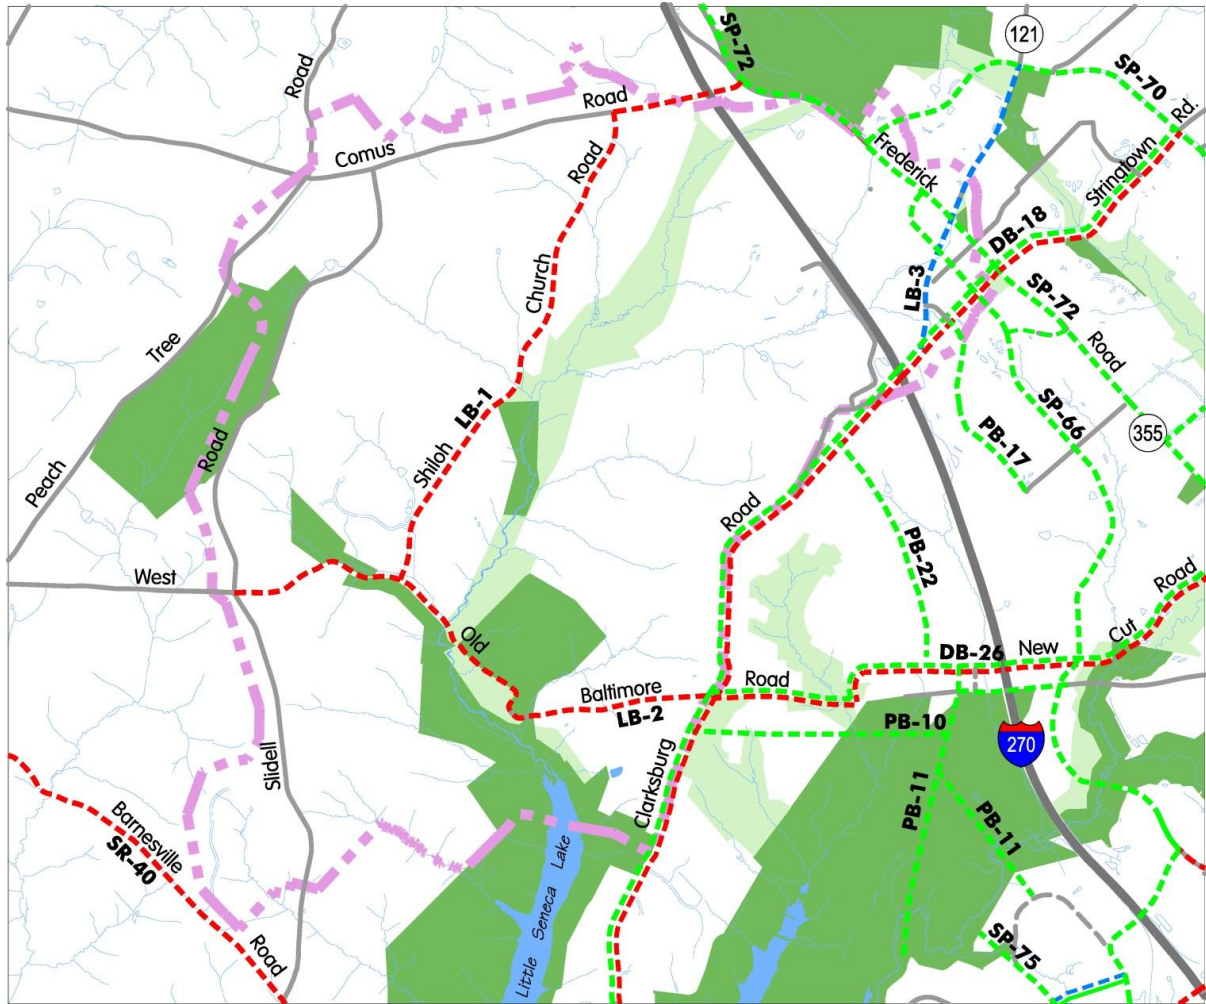 SP-72
121
SP-70
Road
Road
Rd.
Comus
Road
Frederick
Stringtown
DB-18
Church
LB-3
SP-72
Tree
Road
LB-1
SP-66
355
Road
Shiloh
PB-17
Peach
Road
PB-22
West
Road
Old
Cut
New
DB-26
Baltimore
Road
LB-2
PB-10
270
Slidell
Clarksburg
PB-11
PB-11
Barnesville
SR-40
Lake
Seneca
Little
Road
SP-75